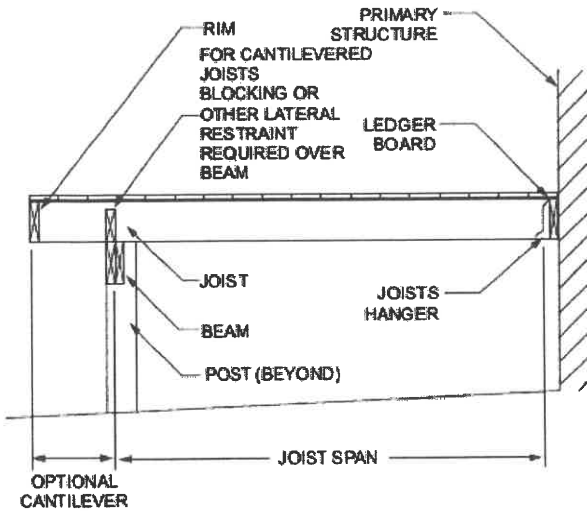 RIM
FOR CANTILEVERED
JOISTS
BLOCKING OR
OTHER LATERAL
RESTRAINT
REQUIRED OVER
BEAM
PRIMARY
STRUCTURE
LEDGER
BOARD
JOIST
BEAM
POST (BEYOND)
JOISTS
HANGER
JOIST SPAN
OPTIONAL
CANTILEVER